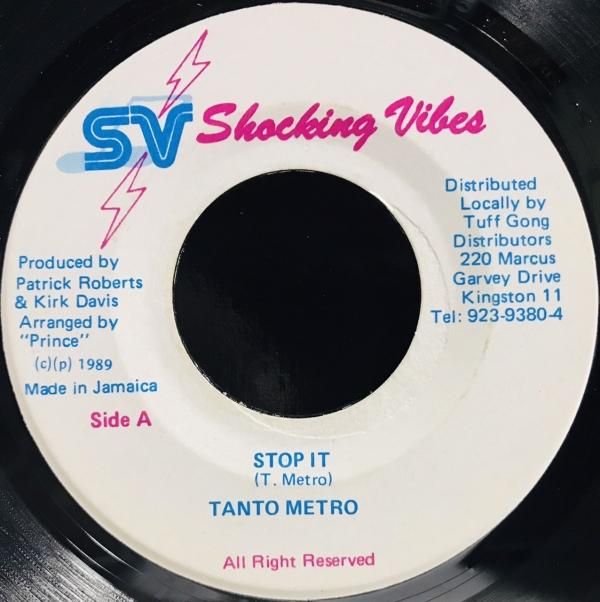 SV Shocking Vibes
Distributed
Locally by
Tuff Gong
Distributors
220 Marcus
Garvey Drive
Kingston 11
Tel: 923-9380-4
Produced by
Patrick Roberts
& Kirk Davis
Arranged by
"Prince"
(c)(p) 1989
Made in Jamaica
Side A
STOP IT
(T. Metro)
TANTO METRO
All Right Reserved